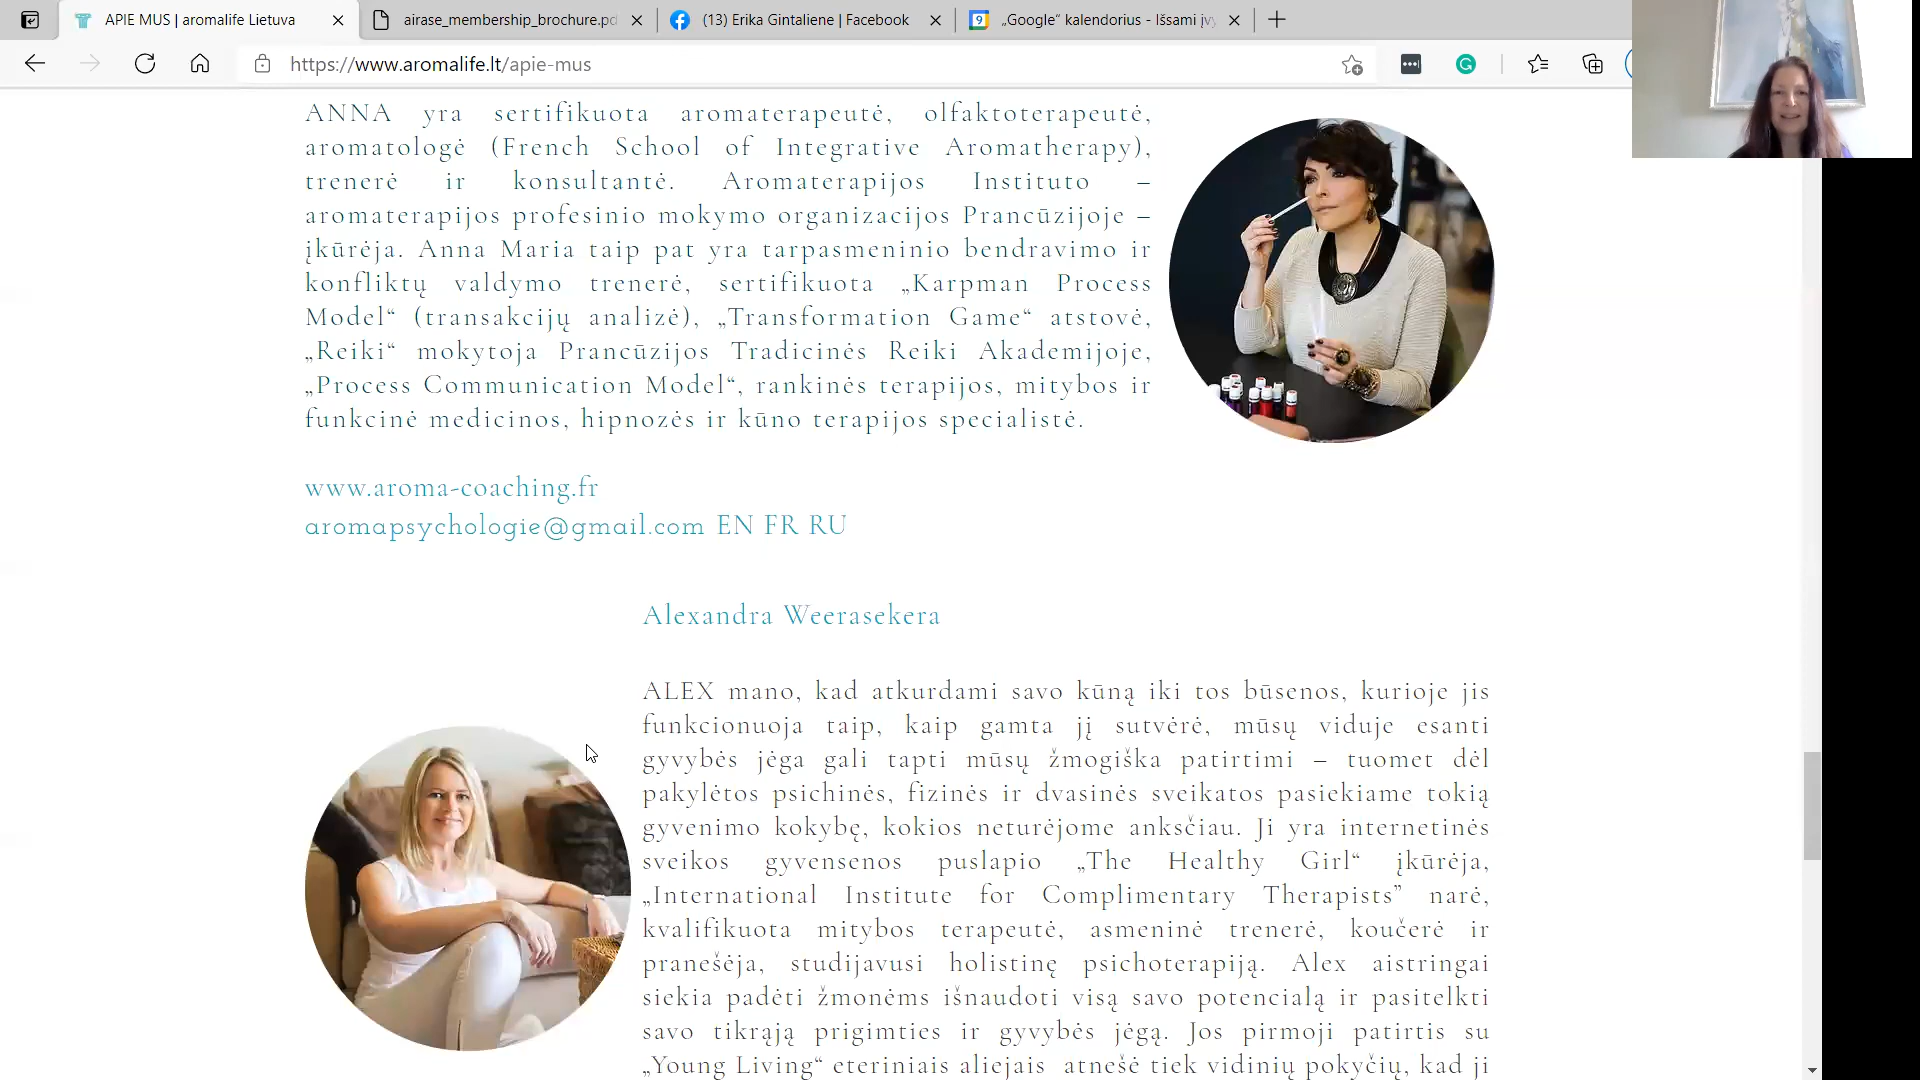 APIE MUS | aromalife Lietuva
airase_membership_brochure.pd
(13) Erika Gintaliene | Facebook
9
„Google“ kalendorius - Išsami įvy
https://www.aromalife.lt/apie-mus
ANNA yra sertifikuota aromaterapeutė, olfaktoterapeutė,
aromatologė (French School of Integrative Aromatherapy),
trenerė ir konsultantė. Aromaterapijos Instituto –
aromaterapijos profesinio mokymo organizacijos Prancūzijoje –
įkūrėja. Anna Maria taip pat yra tarpasmeninio bendravimo ir
konfliktų valdymo trenerė, sertifikuota „Karpman Process
Model“ (transakcijų analizė), „Transformation Game“ atstovė,
„Reiki“ mokytoja Prancūzijos Tradicinės Reiki Akademijoje,
„Process Communication Model“, rankinės terapijos, mitybos ir
funkcinė medicinos, hipnozės ir kūno terapijos specialistė.
www.aroma-coaching.fr
aromapsychologie@gmail.com EN FR RU
Alexandra Weerasekera
ALEX mano, kad atkurdami savo kūną iki tos būsenos, kurioje jis
funkcionuoja taip, kaip gamta jį sutvėrė, mūsų viduje esanti
gyvybės jėga gali tapti mūsų žmogiška patirtimi – tuomet dėl
pakylėtos psichinės, fizinės ir dvasinės sveikatos pasiekiame tokią
gyvenimo kokybę, kokios neturėjome anksčiau. Ji yra internetinės
sveikos gyvensenos puslapio „The Healthy Girl“ įkūrėja,
„International Institute for Complimentary Therapists” narė,
kvalifikuota mitybos terapeutė, asmeninė trenerė, koučerė ir
pranešėja, studijavusi holistinę psichoterapiją. Alex aistringai
siekia padėti žmonėms išnaudoti visą savo potencialą ir pasitelkti
savo tikrąją prigimties ir gyvybės jėgą. Jos pirmoji patirtis su
„Young Living“ eteriniais aliejais atnešė tiek vidinių pokyčių, kad ji